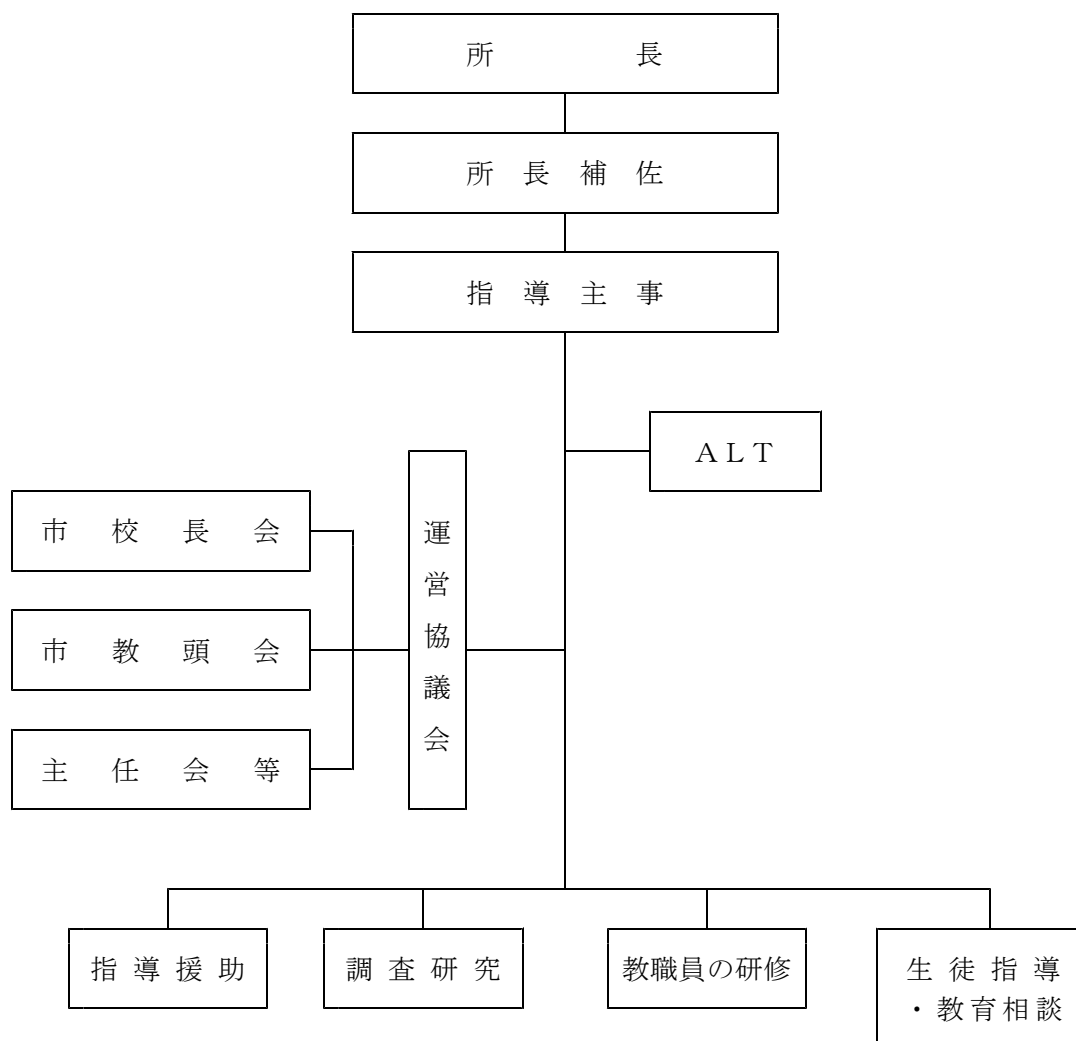 所長
所長補佐
指導主事
ALT
運営協議会
市校長会
市教頭会
主任会等
指導援助
調査研究
教職員の研修
生徒指導
・教育相談